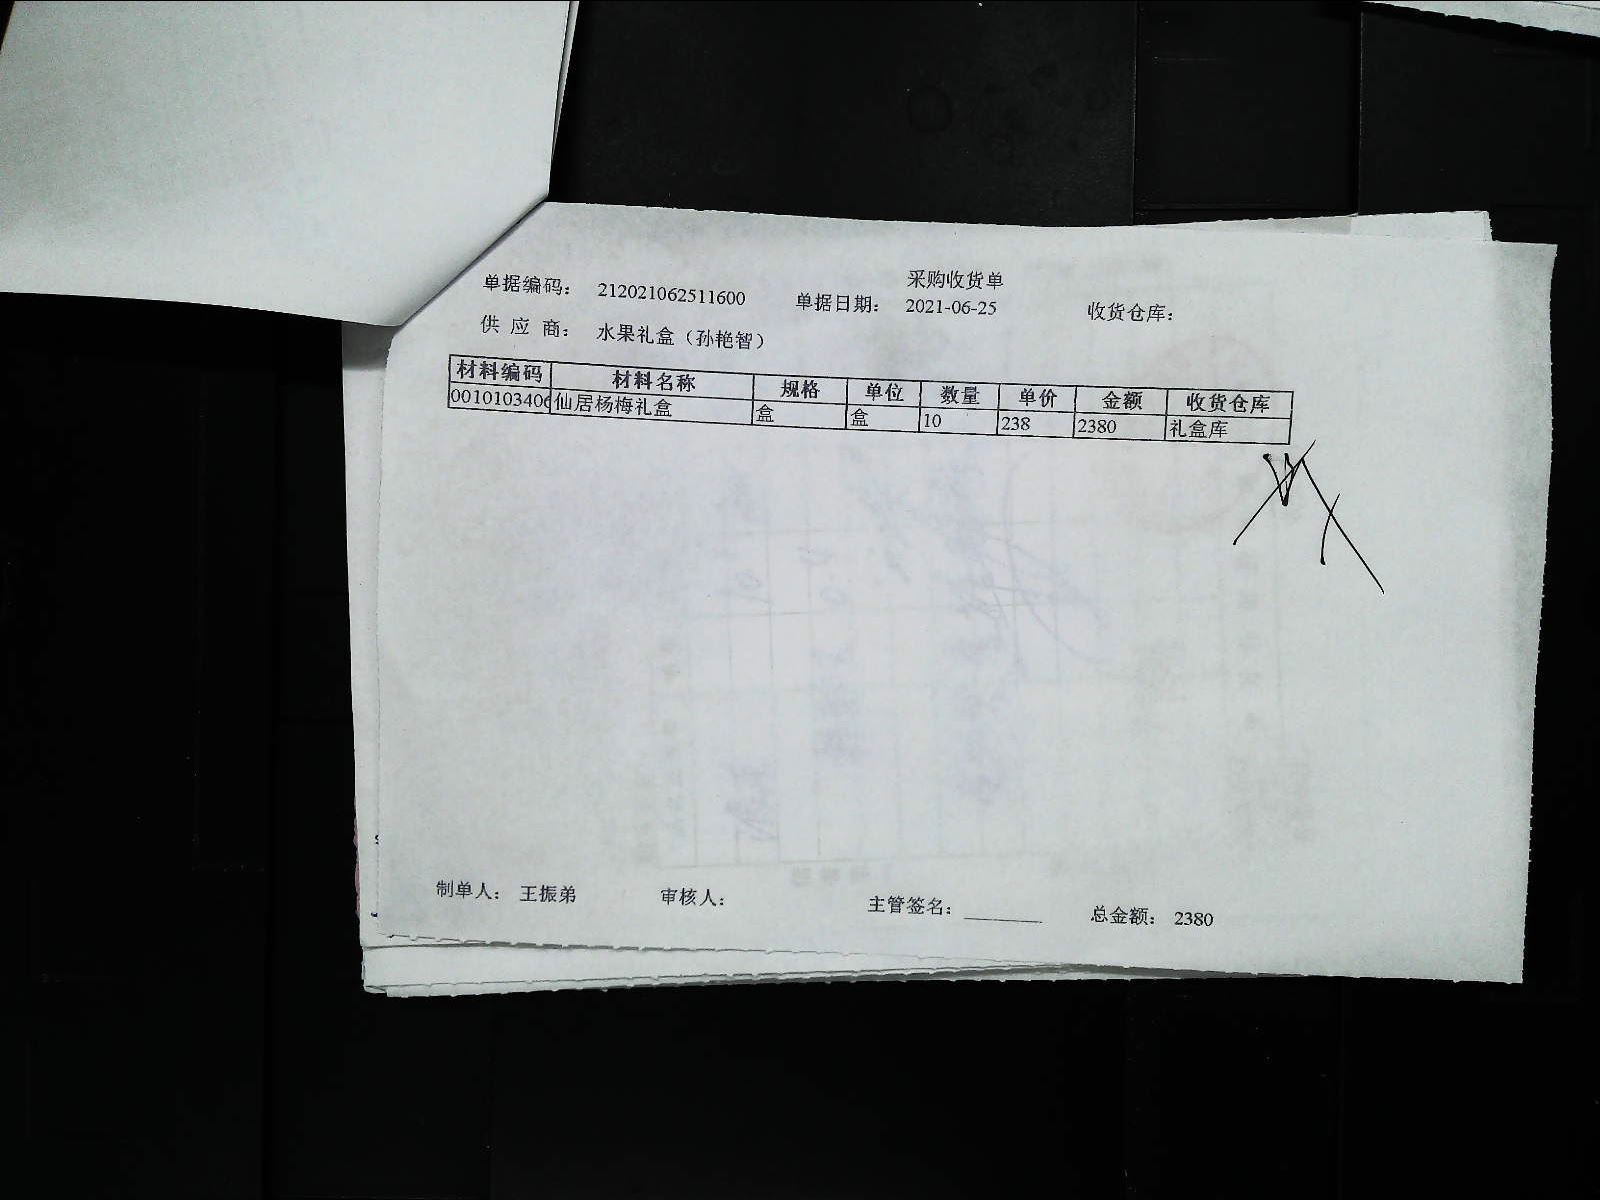 采购收货单
单据编码： 212021062511600 单据日期： 2021-06-25 收货仓库：
供 应 商： 水果礼盒（孙艳智）
材料编码 材料名称 规格 单位 数量 单价 金额 收货仓库
0010103406 仙居杨梅礼盒 盒 盒 10 238 2380 礼盒库
制单人： 王振弟 审核人： 主管签名：________ 总金额： 2380